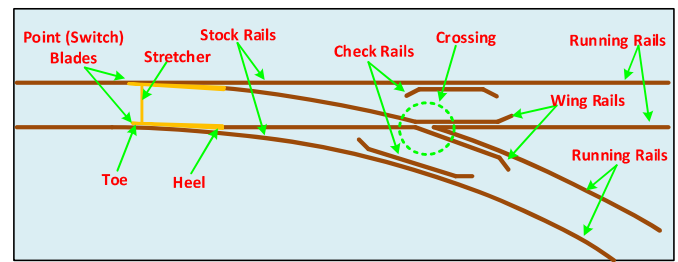 Point (Switch)
Blades
Stretcher
Stock Rails
Check Rails
Crossing
Running Rails
Wing Rails
Running Rails
Toe
Heel